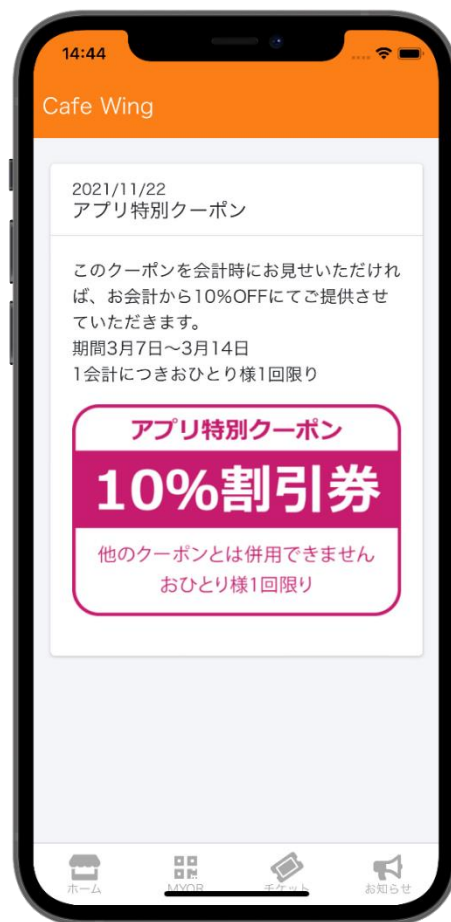 14:44
Cafe Wing
2021/11/22
アプリ特別クーポン
このクーポンを会計時にお見せいただけれ
ば、お会計から10%OFFにてご提供させ
ていただきます。
期間3月7日〜3月14日
1会計につきおひとり様1回限り
アプリ特別クーポン
10%割引券
他のクーポンとは併用できません
おひとり様1回限り
ホーム
MYQR
チケット
お知らせ